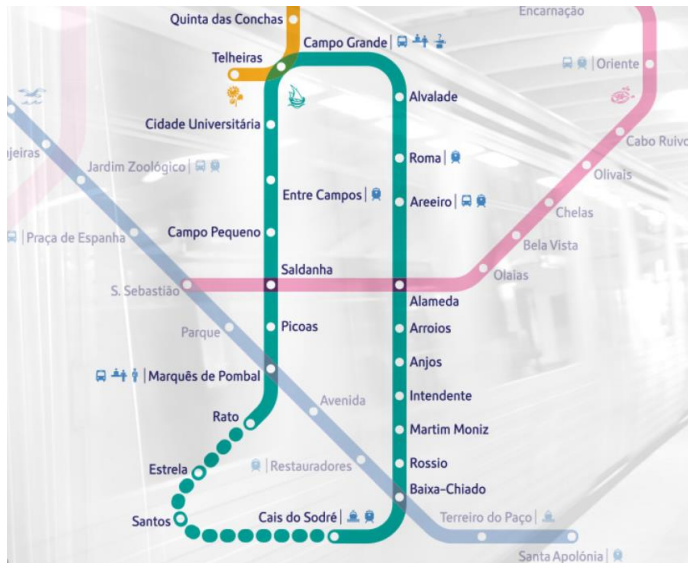 Encarnação
Quinta das Conchas
Campo Grande
Telheiras
Oriente
Alvalade
Cidade Universitária
Cabo Ruivo
jeiras
Jardim Zoológico
Roma
Olivais
Entre Campos
Areeiro
Chelas
Praça de Espanha
Campo Pequeno
Bela Vista
Saldanha
Olaias
S. Sebastião
Alameda
Parque
Picoas
Arroios
Anjos
Marquês de Pombal
Avenida
Intendente
Rato
Martim Moniz
Estrela
Restauradores
Rossio
Baixa-Chiado
Santos
Cais do Sodré
Terreiro do Paço
Santa Apolónia